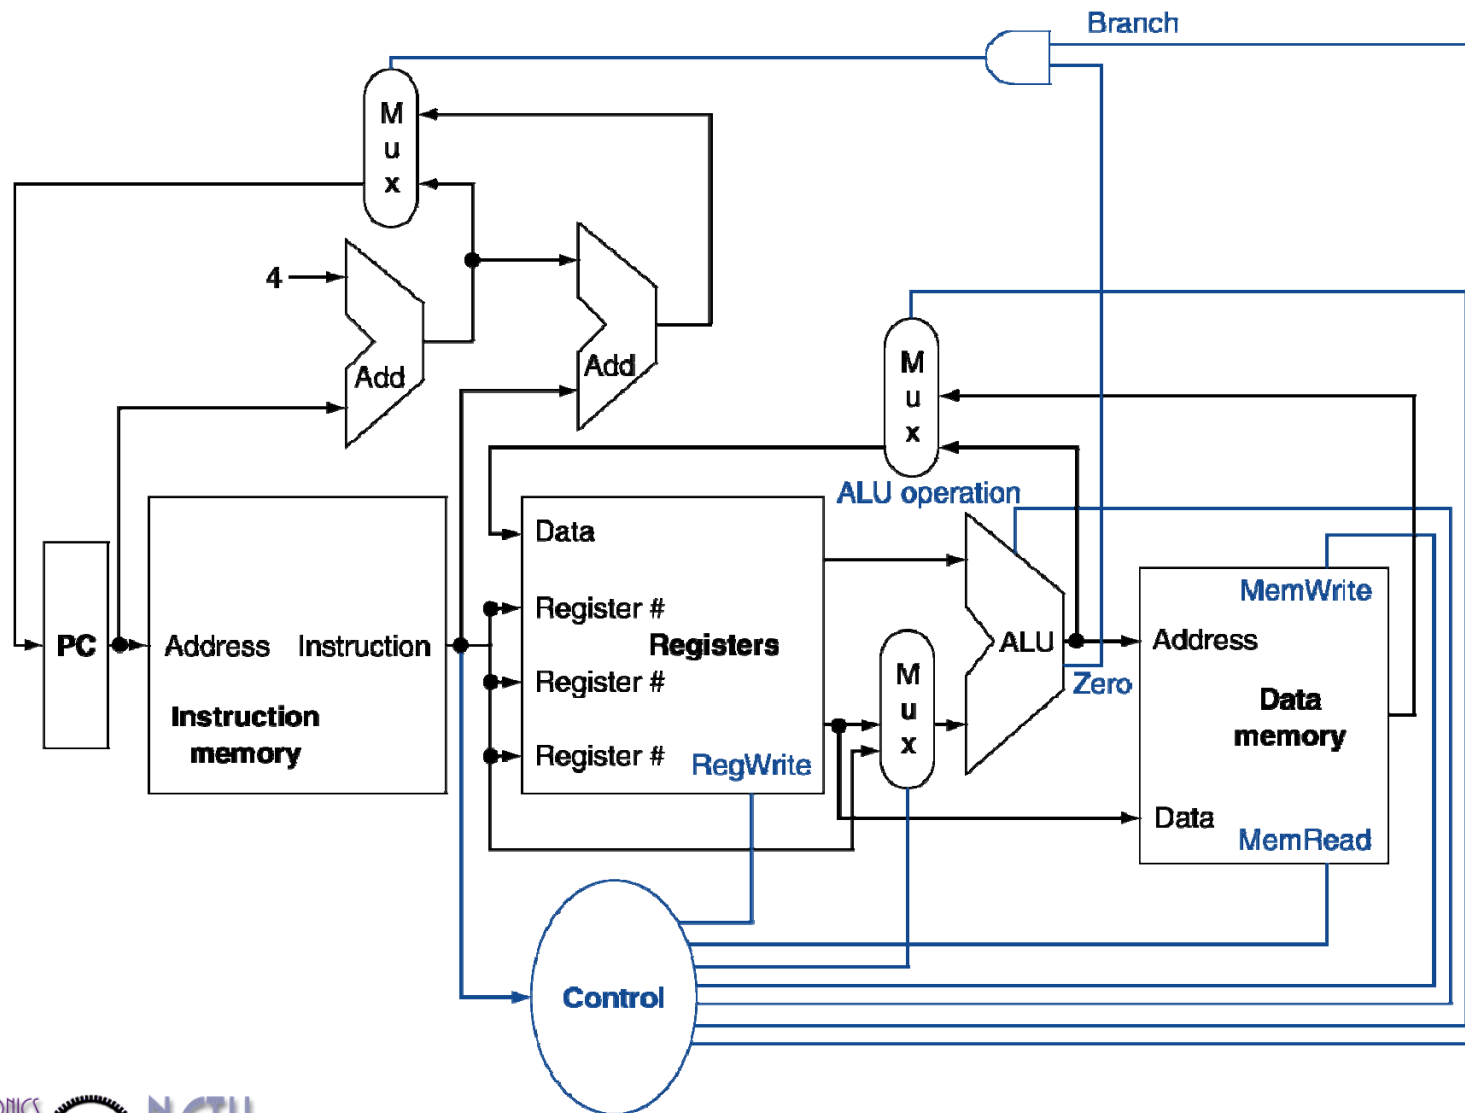 Branch
M
u
x
4
Add
Add
M
u
x
ALU operation
Data
Register #
Registers
Register #
Register #
RegWrite
PC
Address
Instruction
Instruction
memory
M
u
x
ALU
Zero
MemWrite
Address
Data
memory
Data
MemRead
Control